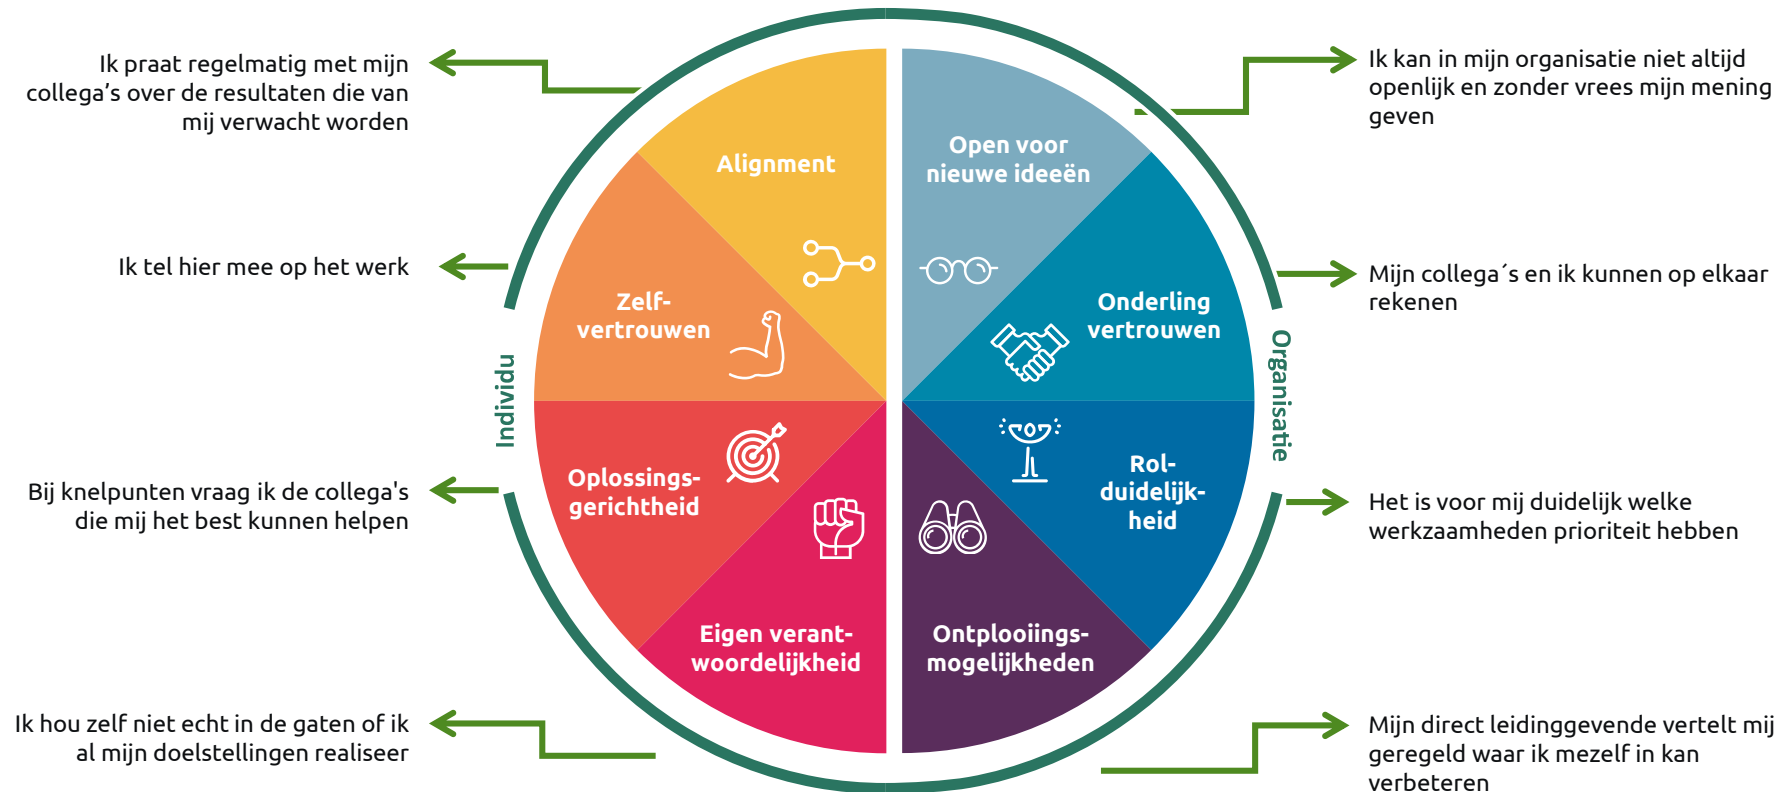 Ik praat regelmatig met mijn
collega’s over de resultaten die van
mij verwacht worden
Ik tel hier mee op het werk
Bij knelpunten vraag ik de collega's
die mij het best kunnen helpen
Ik hou zelf niet echt in de gaten of ik
al mijn doelstellingen realiseer
Individu
Alignment
Zelf-
vertrouwen
Oplossings-
gerichtheid
Eigen verant-
woordelijkheid
Open voor
nieuwe ideeën
Onderling
vertrouwen
Rol-
duidelijk-
heid
Ontplooiings-
mogelijkheden
Organisatie
Ik kan in mijn organisatie niet altijd
openlijk en zonder vrees mijn mening
geven
Mijn collega´s en ik kunnen op elkaar
rekenen
Het is voor mij duidelijk welke
werkzaamheden prioriteit hebben
Mijn direct leidinggevende vertelt mij
geregeld waar ik mezelf in kan
verbeteren